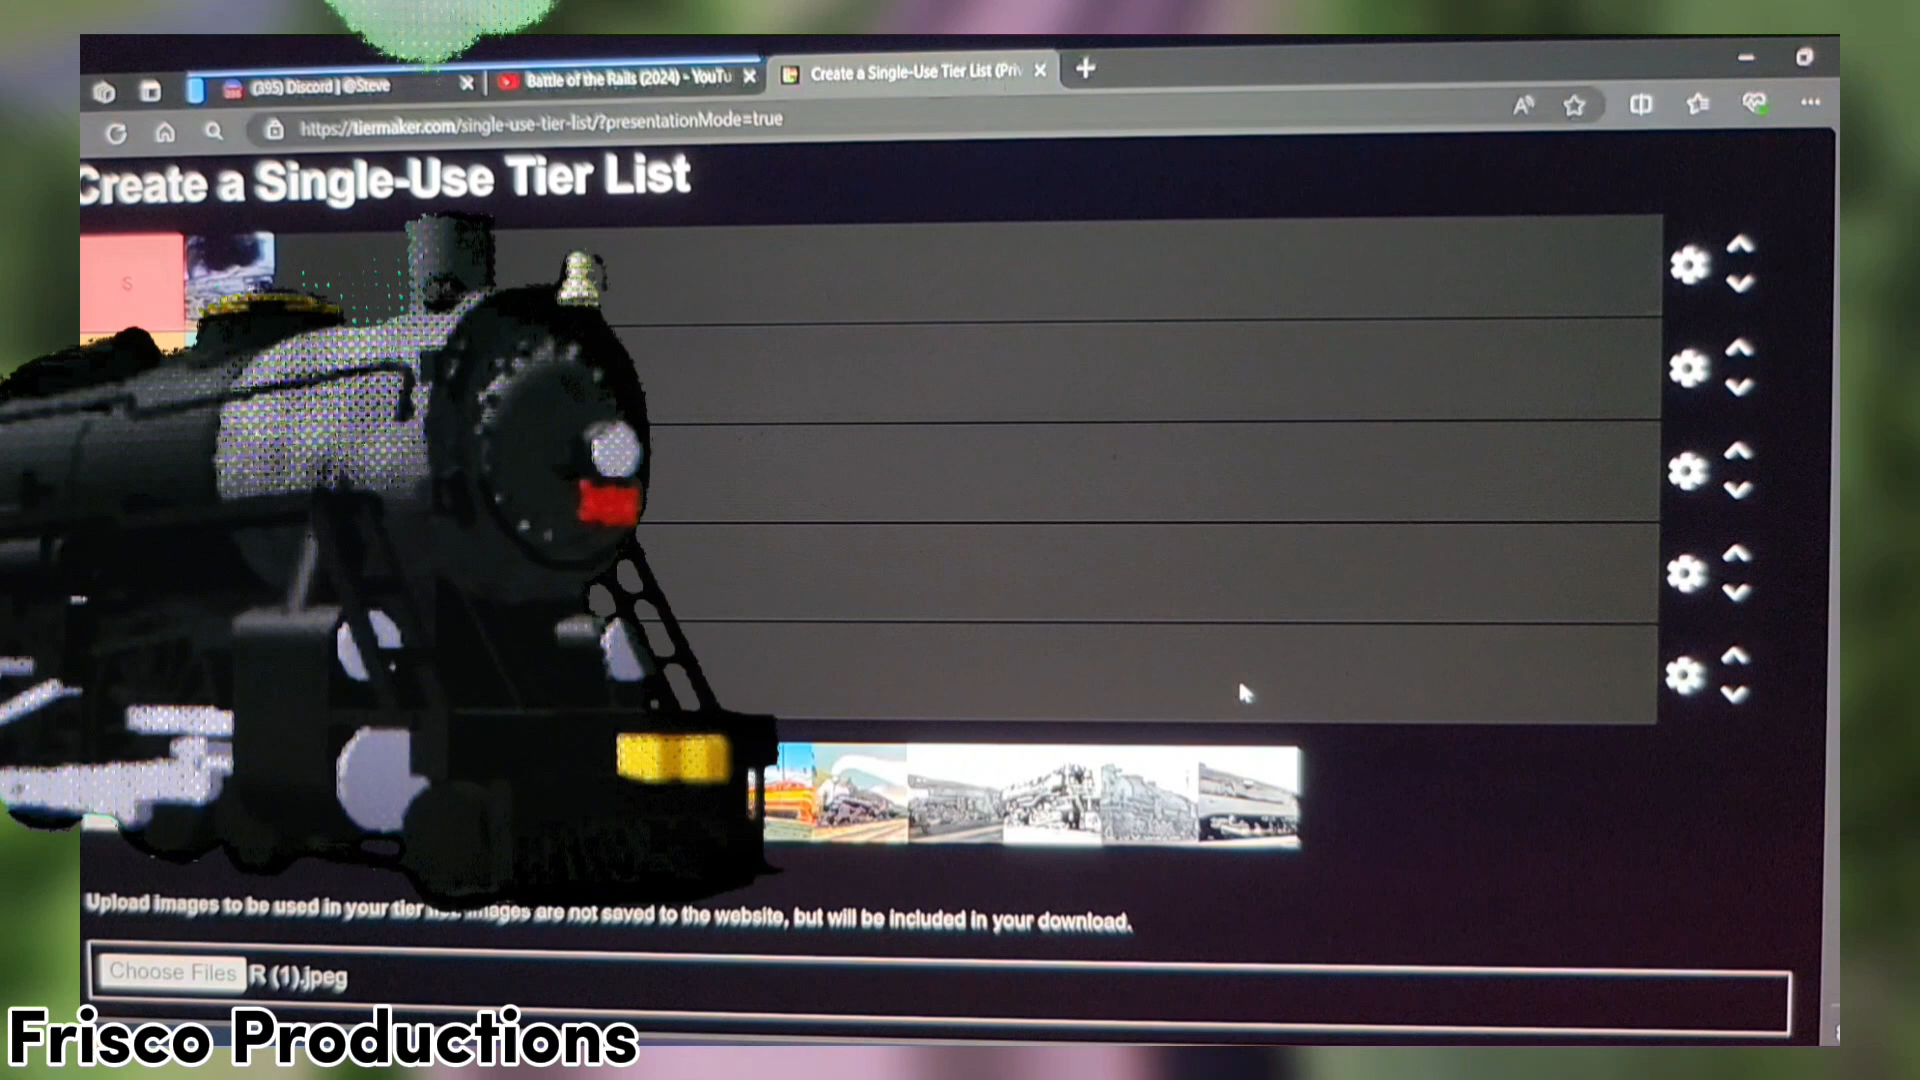 (395) Discord | @Steve
Battle of the Rails (2024) - YouTu
Create a Single-Use Tier List (Priv
https://tiermaker.com/single-use-tier-list/?presentationMode=true
Create a Single-Use Tier List
S
Upload images to be used in your tier images are not saved to the website, but will be included in your download.
Choose Files R (1).jpeg
Frisco Productions